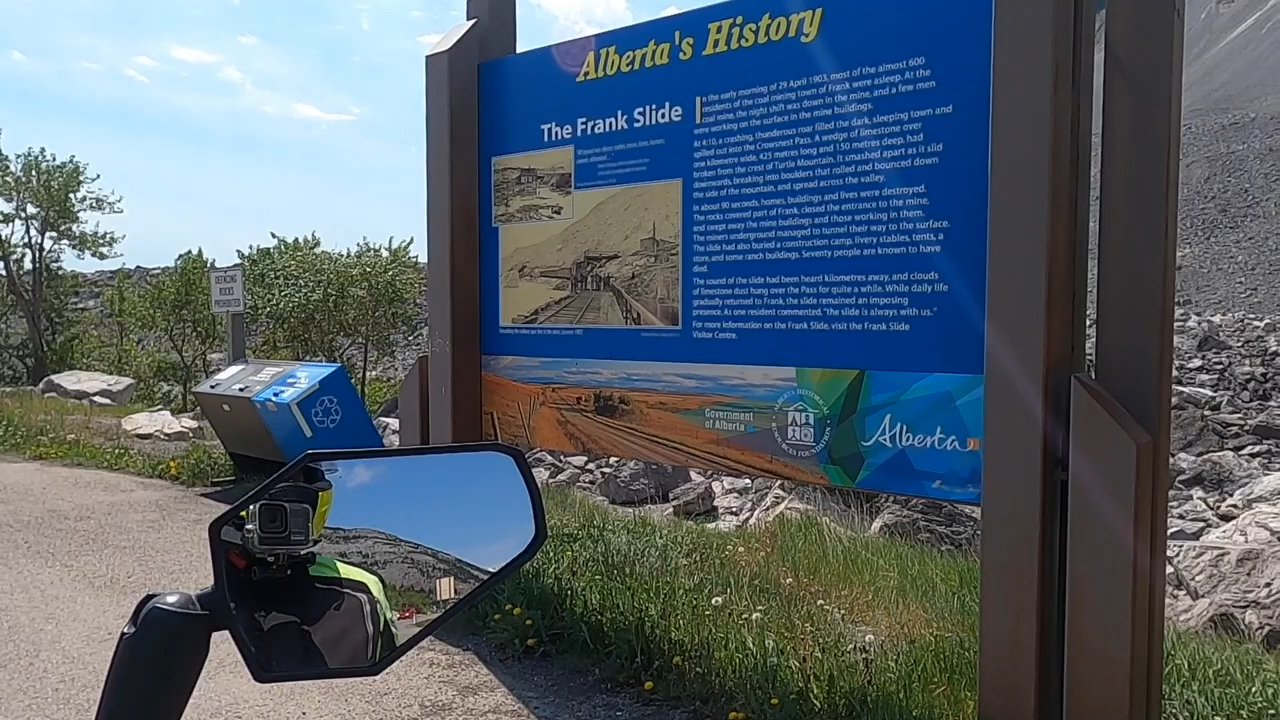 Alberta's History
The Frank Slide
In the early morning of 29 April 1903, most of the almost 600
residents of the coal mining town of Frank were asleep. At the
coal mine, the night shift was down in the mine, and a few men
were working on the surface in the mine buildings.
At 4:10, a crashing, thunderous roar filled the dark, sleeping town and
spilled out into the Crowsnest Pass. A wedge of limestone over
one kilometre wide, 425 metres long and 150 metres deep, had
broken from the crest of Turtle Mountain. It smashed apart as it slid
downwards, breaking into boulders that rolled and bounced down
the side of the mountain, and spread across the valley.
In about 90 seconds, homes, buildings and lives were destroyed.
The rocks covered part of Frank, closed the entrance to the mine,
and swept away the mine buildings and those working in them.
The miners underground managed to tunnel their way to the surface.
The slide had also buried a construction camp, livery stables, tents, a
store, and some ranch buildings. Seventy people are known to have
died.
The sound of the slide had been heard kilometres away, and clouds
of limestone dust hung over the Pass for quite a while. While daily life
gradually returned to Frank, the slide remained an imposing
presence. As one resident commented, "the slide is always with us."
For more information on the Frank Slide, visit the Frank Slide
Visitor Centre.
DEFACING
ROCKS
PROHIBITED
Government
of Alberta
ALBERTA HISTORICAL
RESOURCES FOUNDATION
Alberta